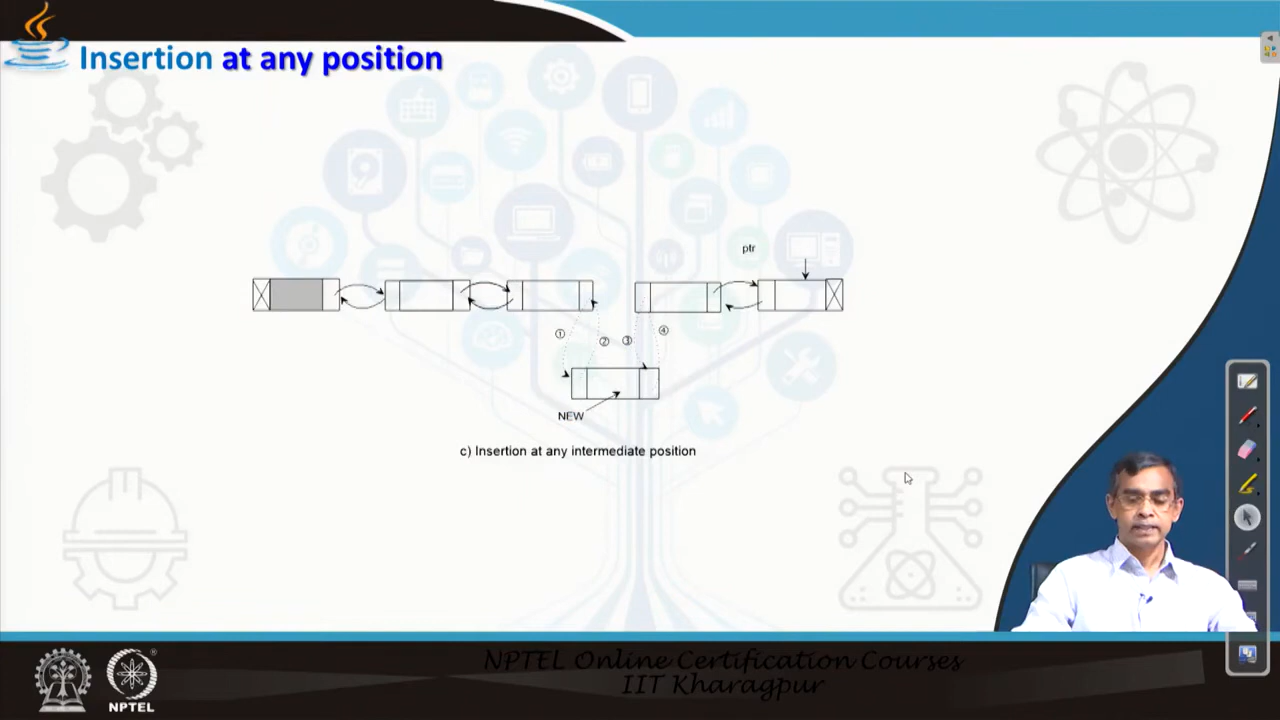 Insertion at any position
ptr
① ② ③ ④
NEW
c) Insertion at any intermediate position
NPTEL Online Certification Courses
IIT Kharagpur
NPTEL